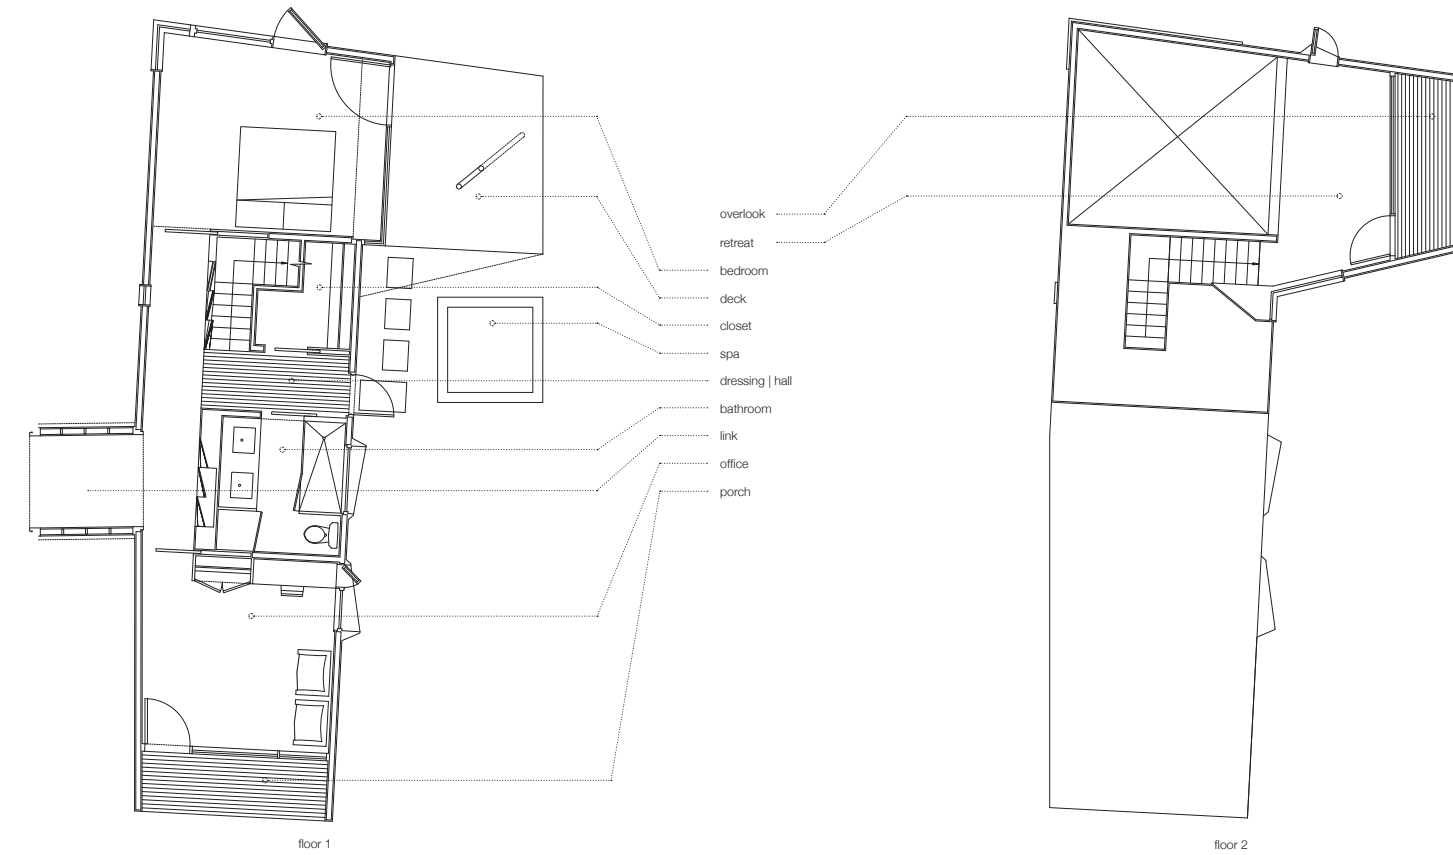 overlook
retreat
bedroom
deck
closet
spa
dressing | hall
bathroom
link
office
porch
floor 1
floor 2